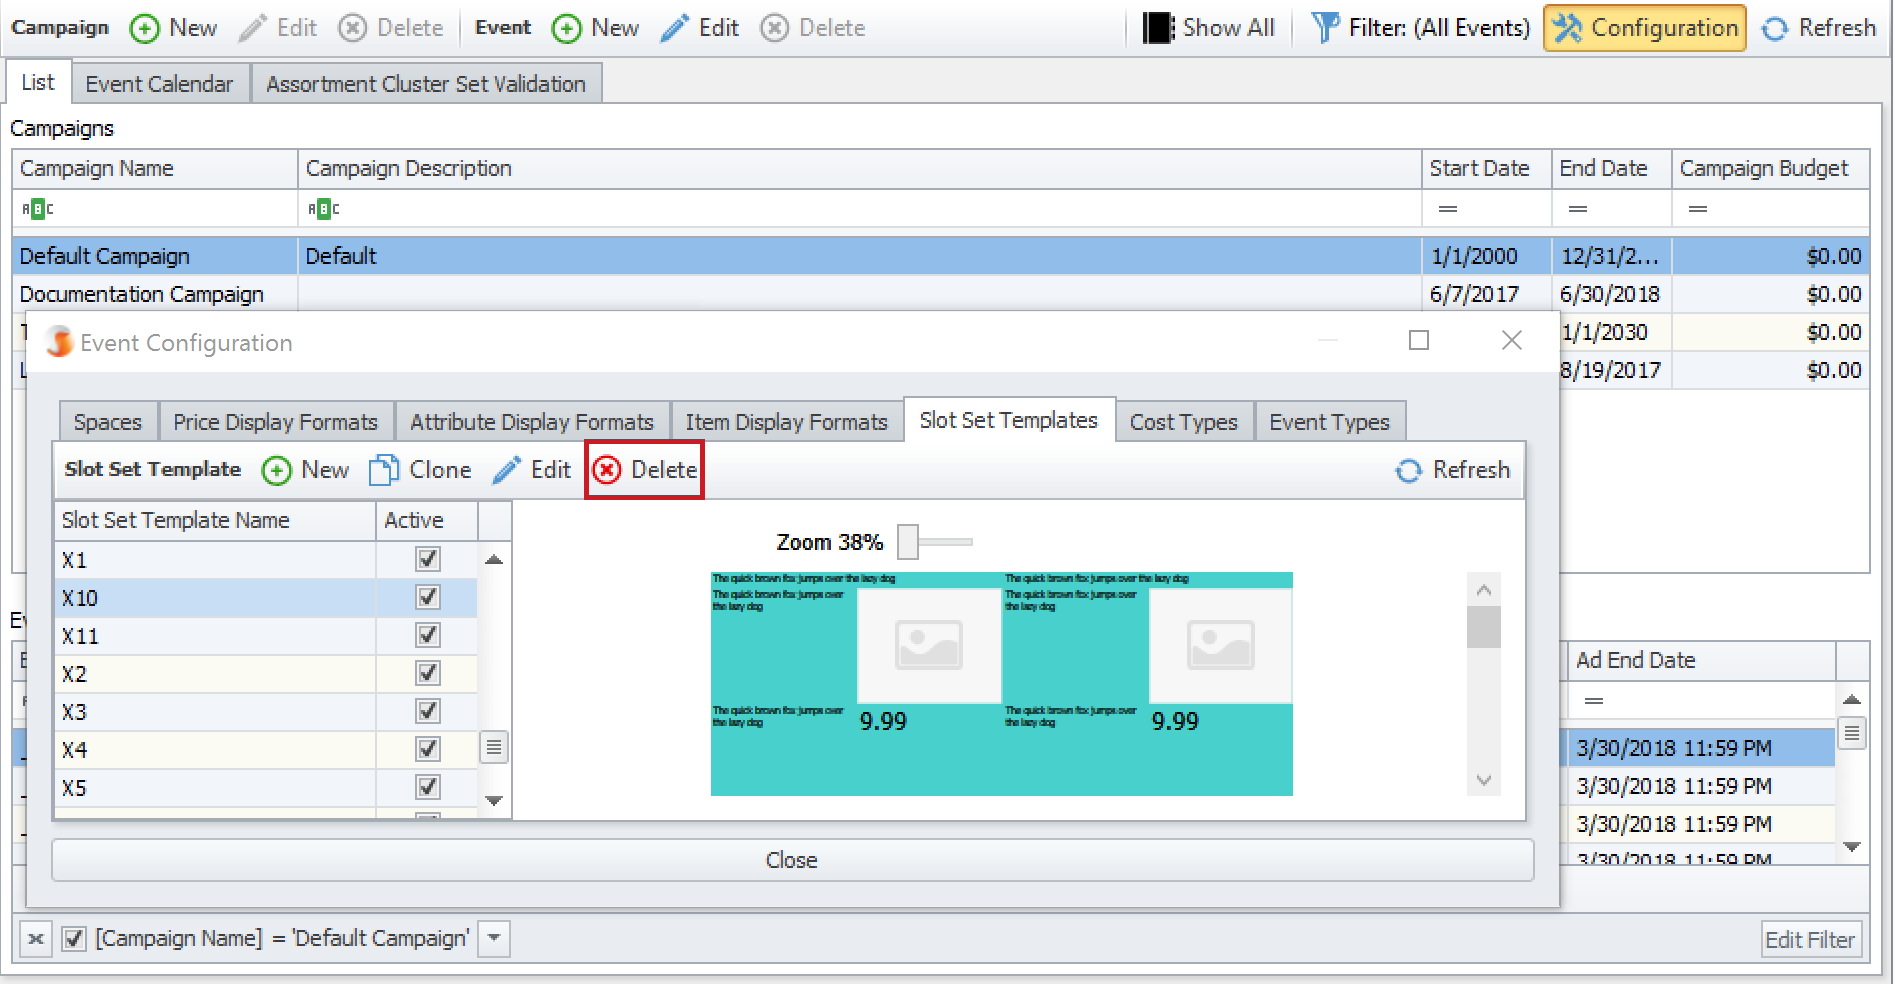 Campaign New Edit Delete Event New Edit Delete Show All Filter: (All Events) Configuration Refresh
List Event Calendar Assortment Cluster Set Validation
Campaigns
Campaign Name Campaign Description Start Date End Date Campaign Budget
ABC ABC = = =
Default Campaign Default 1/1/2000 12/31/2... $0.00
Documentation Campaign 6/7/2017 6/30/2018 $0.00
1/1/2030 $0.00
8/19/2017 $0.00
Event Configuration
Spaces Price Display Formats Attribute Display Formats Item Display Formats Slot Set Templates Cost Types Event Types
Slot Set Template New Clone Edit Delete Refresh
Slot Set Template Name Active
X1
X10
X11
X2
X3
X4
X5
Zoom 38%
The quick brown fox jumps over the lazy dog The quick brown fox jumps over the lazy dog
The quick brown fox jumps over The quick brown fox jumps over
the lazy dog the lazy dog
The quick brown fox jumps over The quick brown fox jumps over
the lazy dog the lazy dog
9.99 9.99
Close
Ad End Date
=
3/30/2018 11:59 PM
3/30/2018 11:59 PM
3/30/2018 11:59 PM
3/30/2018 11:59 PM
[Campaign Name] = 'Default Campaign' Edit Filter